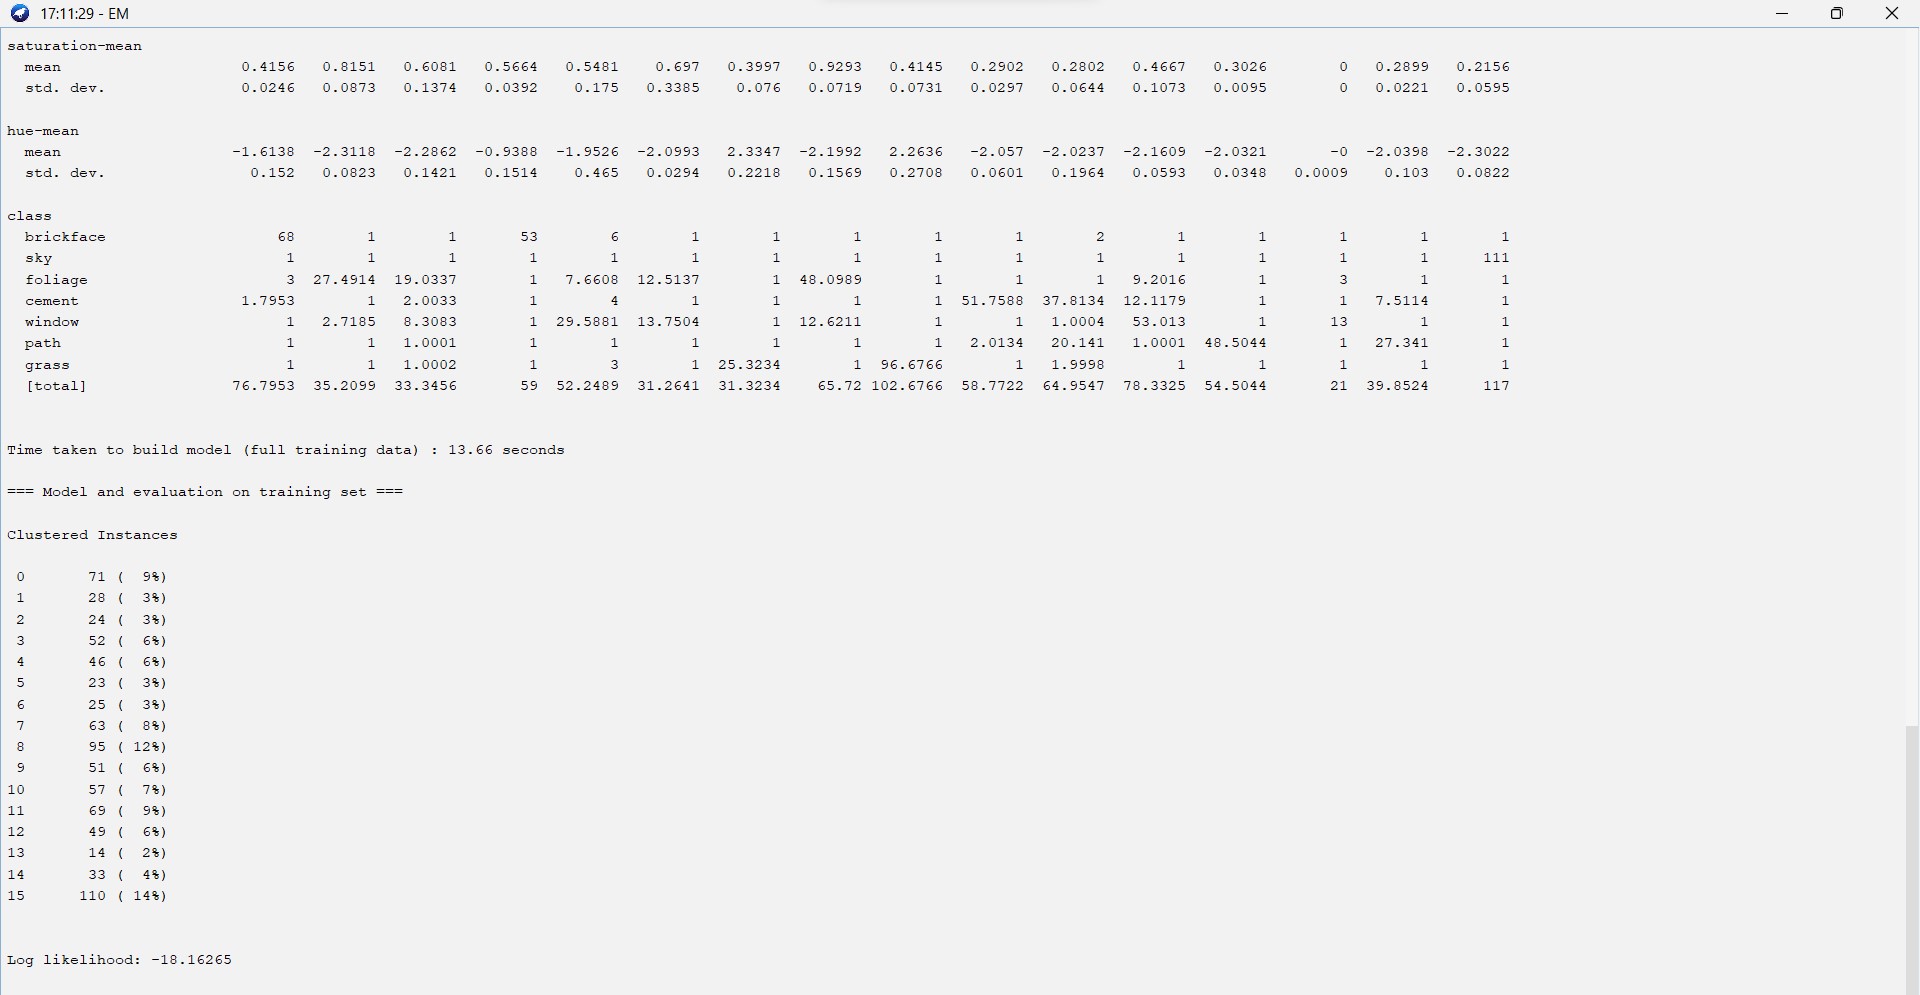 17:11:29 - EM
saturation-mean
mean 0.4156 0.8151 0.6081 0.5664 0.5481 0.697 0.3997 0.9293 0.4145 0.2902 0.2802 0.4667 0.3026 0 0.2899 0.2156
std. dev. 0.0246 0.0873 0.1374 0.0392 0.175 0.3385 0.076 0.0719 0.0731 0.0297 0.0644 0.1073 0.0095 0 0.0221 0.0595
hue-mean
mean -1.6138 -2.3118 -2.2862 -0.9388 -1.9526 -2.0993 2.3347 -2.1992 2.2636 -2.057 -2.0237 -2.1609 -2.0321 -0 -2.0398 -2.3022
std. dev. 0.152 0.0823 0.1421 0.1514 0.465 0.0294 0.2218 0.1569 0.2708 0.0601 0.1964 0.0593 0.0348 0.0009 0.103 0.0822
class
brickface 68 1 1 53 6 1 1 1 1 1 2 1 1 1 1 1
sky 1 1 1 1 1 1 1 1 1 1 1 1 1 1 1 111
foliage 3 27.4914 19.0337 1 7.6608 12.5137 1 48.0989 1 1 1 9.2016 1 3 1 1
cement 1.7953 1 2.0033 1 4 1 1 1 1 51.7588 37.8134 12.1179 1 1 7.5114 1
window 1 2.7185 8.3083 1 29.5881 13.7504 1 12.6211 1 1 1.0004 53.013 1 13 1 1
path 1 1 1.0001 1 1 1 1 1 1 2.0134 20.141 1.0001 48.5044 1 27.341 1
grass 1 1 1.0002 1 3 1 25.3234 1 96.6766 1 1.9998 1 1 1 1 1
[total] 76.7953 35.2099 33.3456 59 52.2489 31.2641 31.3234 65.72 102.6766 58.7722 64.9547 78.3325 54.5044 21 39.8524 117
Time taken to build model (full training data) : 13.66 seconds
=== Model and evaluation on training set ===
Clustered Instances
0 71 ( 9%)
1 28 ( 3%)
2 24 ( 3%)
3 52 ( 6%)
4 46 ( 6%)
5 23 ( 3%)
6 25 ( 3%)
7 63 ( 8%)
8 95 ( 12%)
9 51 ( 6%)
10 57 ( 7%)
11 69 ( 9%)
12 49 ( 6%)
13 14 ( 2%)
14 33 ( 4%)
15 110 ( 14%)
Log likelihood: -18.16265